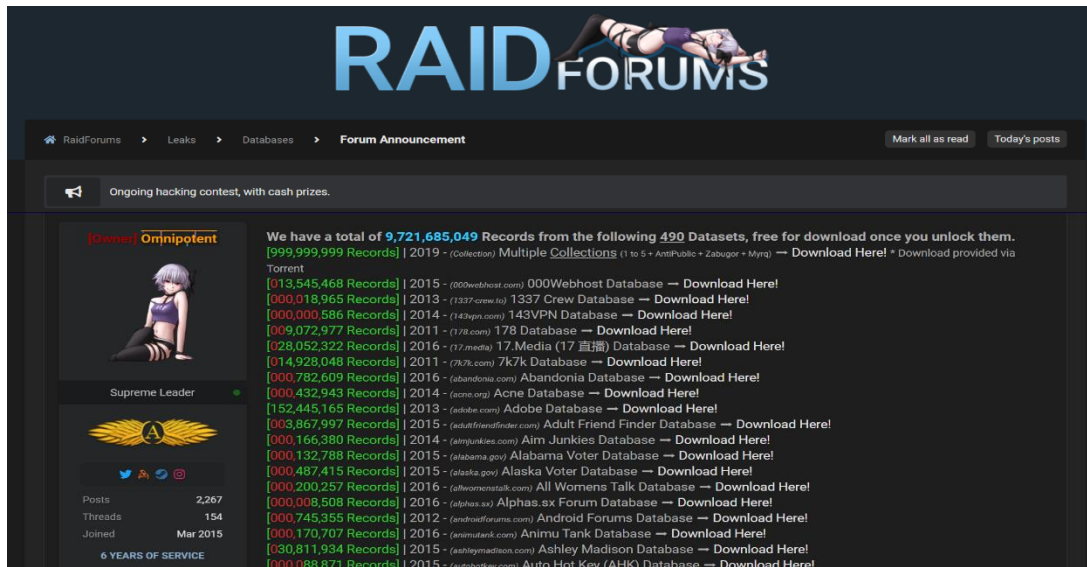 RAIDFORUMS
RaidForums > Leaks > Databases > Forum Announcement
Mark all as read
Today's posts
Ongoing hacking contest, with cash prizes.
[Owner] Omnipotent
Supreme Leader
A
Posts 2,267
Threads 154
Joined Mar 2015
6 YEARS OF SERVICE
We have a total of 9,721,685,049 Records from the following 490 Datasets, free for download once you unlock them.
[999,999,999 Records] | 2019 - (Collection) Multiple Collections (1 to 5 + AntiPublic + Zabugor + Myrq) → Download Here! * Download provided via
Torrent
[013,545,468 Records] | 2015 - (000webhost.com) 000Webhost Database → Download Here!
[000,018,965 Records] | 2013 - (1337-crew.to) 1337 Crew Database → Download Here!
[000,000,586 Records] | 2014 - (143vpn.com) 143VPN Database → Download Here!
[009,072,977 Records] | 2011 - (178.com) 178 Database → Download Here!
[028,052,322 Records] | 2016 - (17.media) 17.Media (17 直播) Database → Download Here!
[014,928,048 Records] | 2011 - (7k7k.com) 7k7k Database → Download Here!
[000,782,609 Records] | 2016 - (abandonia.com) Abandonia Database → Download Here!
[000,432,943 Records] | 2014 - (acne.org) Acne Database → Download Here!
[152,445,165 Records] | 2013 - (adobe.com) Adobe Database → Download Here!
[003,867,997 Records] | 2015 - (adultfriendfinder.com) Adult Friend Finder Database → Download Here!
[000,166,380 Records] | 2014 - (aimjunkies.com) Aim Junkies Database → Download Here!
[000,132,788 Records] | 2015 - (alabama.gov) Alabama Voter Database → Download Here!
[000,487,415 Records] | 2015 - (alaska.gov) Alaska Voter Database → Download Here!
[000,200,257 Records] | 2016 - (allwomenstalk.com) All Womens Talk Database → Download Here!
[000,008,508 Records] | 2016 - (alphas.sx) Alphas.sx Forum Database → Download Here!
[000,745,355 Records] | 2012 - (androidforums.com) Android Forums Database → Download Here!
[000,170,707 Records] | 2016 - (animutank.com) Animu Tank Database → Download Here!
[030,811,934 Records] | 2015 - (ashleymadison.com) Ashley Madison Database → Download Here!
[000,088,871 Records] | 2015 - (autohotkey.com) Auto Hot Key (AHK) Database → Download Here!